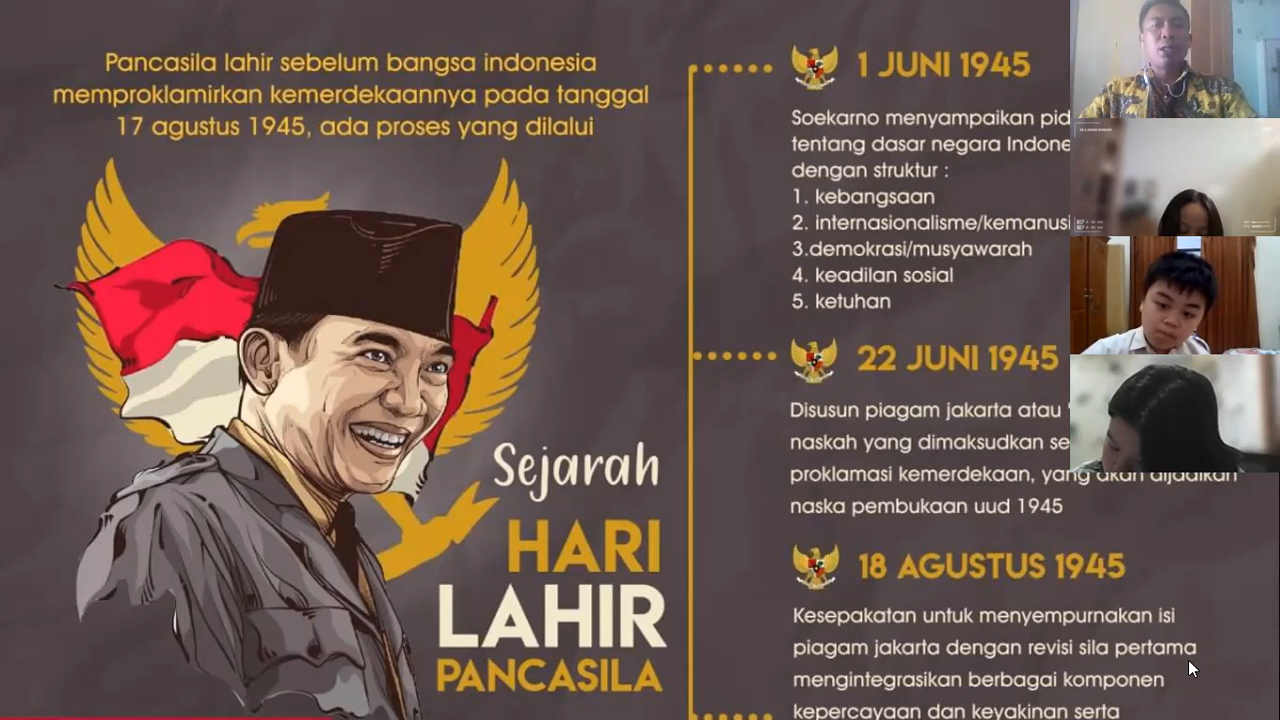 Pancasila lahir sebelum bangsa indonesia
memproklamirkan kemerdekaannya pada tanggal
17 agustus 1945, ada proses yang dilalui
Sejarah
HARI
LAHIR
PANCASILA
1 JUNI 1945
Soekarno menyampaikan
tentang dasar negara
dengan struktur :
1. kebangsaan
2. internasionalisme/
3.demokrasi/musyawarah
4. keadilan sosial
5. ketuhan
22 JUNI 1945
Disusun piagam jakarta atau
naskah yang dimaksudkan
proklamasi kemerdekaan, yang akan dijadikan
naska pembukaan uud 1945
18 AGUSTUS 1945
Kesepakatan untuk menyempurnakan isi
piagam jakarta dengan revisi sila pertama
mengintegrasikan berbagai komponen
kepercayaan dan keyakinan serta